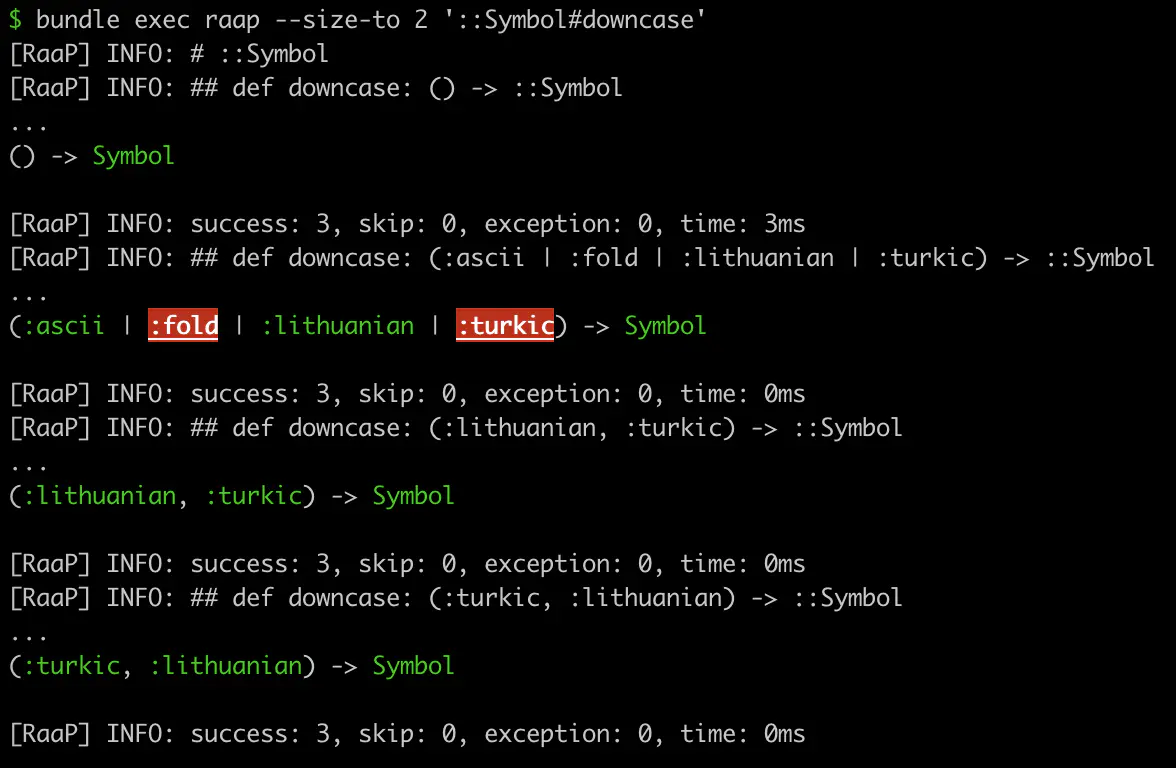 $ bundle exec raap --size-to 2 '::Symbol#downcase'
[RaaP] INFO: # ::Symbol
[RaaP] INFO: ## def downcase: () -> ::Symbol
...
() -> Symbol
[RaaP] INFO: success: 3, skip: 0, exception: 0, time: 3ms
[RaaP] INFO: ## def downcase: (:ascii | :fold | :lithuanian | :turkic) -> ::Symbol
...
(:ascii | :fold | :lithuanian | :turkic) -> Symbol
[RaaP] INFO: success: 3, skip: 0, exception: 0, time: 0ms
[RaaP] INFO: ## def downcase: (:lithuanian, :turkic) -> ::Symbol
...
(:lithuanian, :turkic) -> Symbol
[RaaP] INFO: success: 3, skip: 0, exception: 0, time: 0ms
[RaaP] INFO: ## def downcase: (:turkic, :lithuanian) -> ::Symbol
...
(:turkic, :lithuanian) -> Symbol
[RaaP] INFO: success: 3, skip: 0, exception: 0, time: 0ms